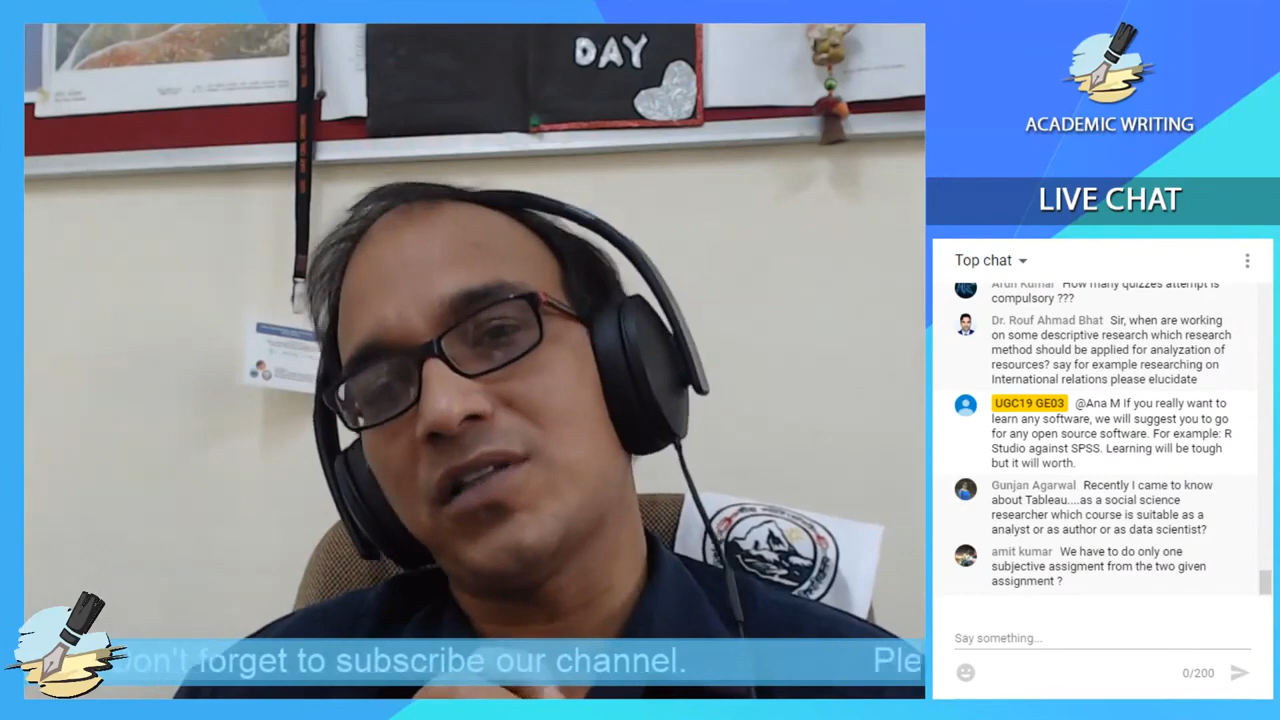 DAY
ACADEMIC WRITING
LIVE CHAT
Top chat
Arun Kumar How many quizzes attempt is
compulsory ???
Dr. Rouf Ahmad Bhat Sir, when are working
on some descriptive research which research
method should be applied for analyzation of
resources? say for example researching on
International relations please elucidate
UGC19 GE03 @Ana M If you really want to
learn any software, we will suggest you to go
for any open source software. For example: R
Studio against SPSS. Learning will be tough
but it will worth.
Gunjan Agarwal Recently I came to know
about Tableau....as a social science
researcher which course is suitable as a
analyst or as author or as data scientist?
amit kumar We have to do only one
subjective assigment from the two given
assignment ?
Say something...
0/200
on't forget to subscribe our channel. Ple